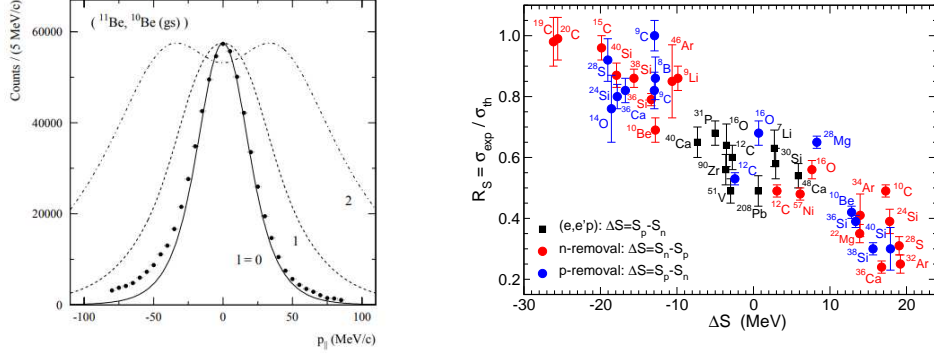 ( ¹¹Be, ¹⁰Be (gs) )
Counts / (5 MeV/c)
60000
40000
20000
0
2
1
l = 0
-100
-50
0
50
100
p∥ (MeV/c)
R_S = σ_exp / σ_th
1.0
0.8
0.6
0.4
0.2
¹⁹C
²⁰C
¹⁵C
⁹C
⁴⁶Ar
⁴⁰Si
²⁸S
³⁸Si
⁸B
⁹Li
²⁴Si
³⁶Si
⁹C
³⁶Ca
¹⁴O
¹⁰Be
³¹P
¹⁶O
¹⁶O
⁷Li
²⁸Mg
⁴⁰Ca
¹²C
³⁰Si
⁹⁰Zr
¹²C
¹⁶O
⁵¹V
²⁰⁸Pb
¹²C
⁴⁸Ca
⁵⁷Ni
³⁴Ar
¹⁰C
¹⁰Be
²⁴Si
³⁶Si
⁴⁰Si
²²Mg
²⁸S
³⁸Si
³²Ar
³⁶Ca
(e,e'p): ΔS=S_p-S_n
n-removal: ΔS=S_n-S_p
p-removal: ΔS=S_p-S_n
-30
-20
-10
0
10
20
30
ΔS (MeV)